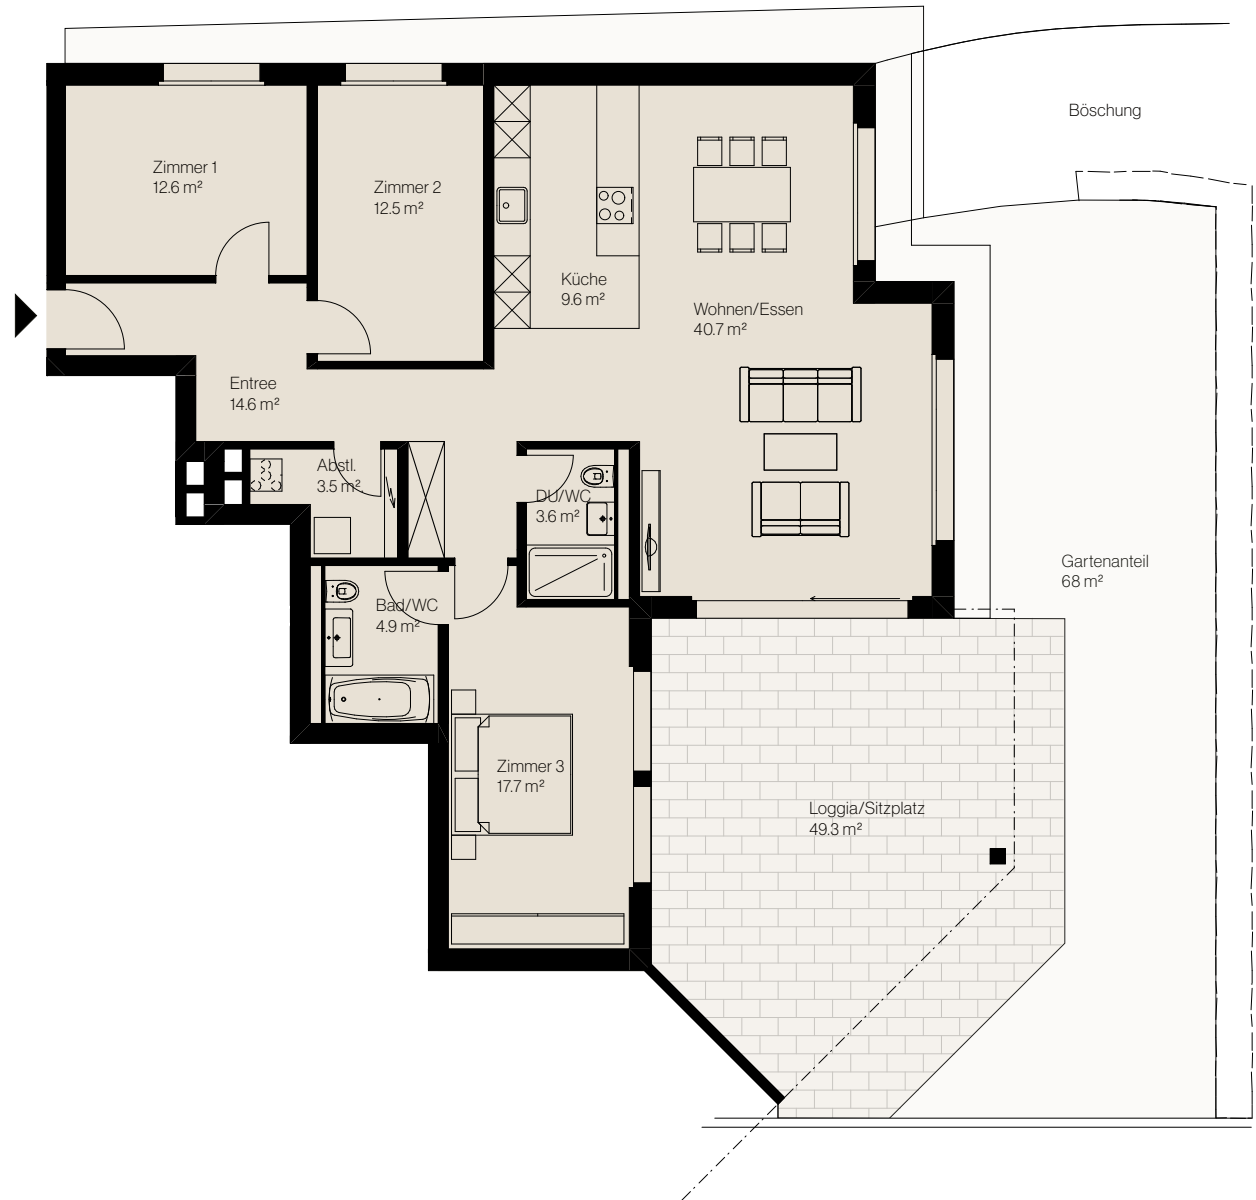 Böschung
Zimmer 1
12.6 m²
Zimmer 2
12.5 m²
Küche
9.6 m²
Wohnen/Essen
40.7 m²
Entree
14.6 m²
Abstl.
3.5 m²
DU/WC
3.6 m²
Gartenanteil
68 m²
Bad/WC
4.9 m²
Zimmer 3
17.7 m²
Loggia/Sitzplatz
49.3 m²